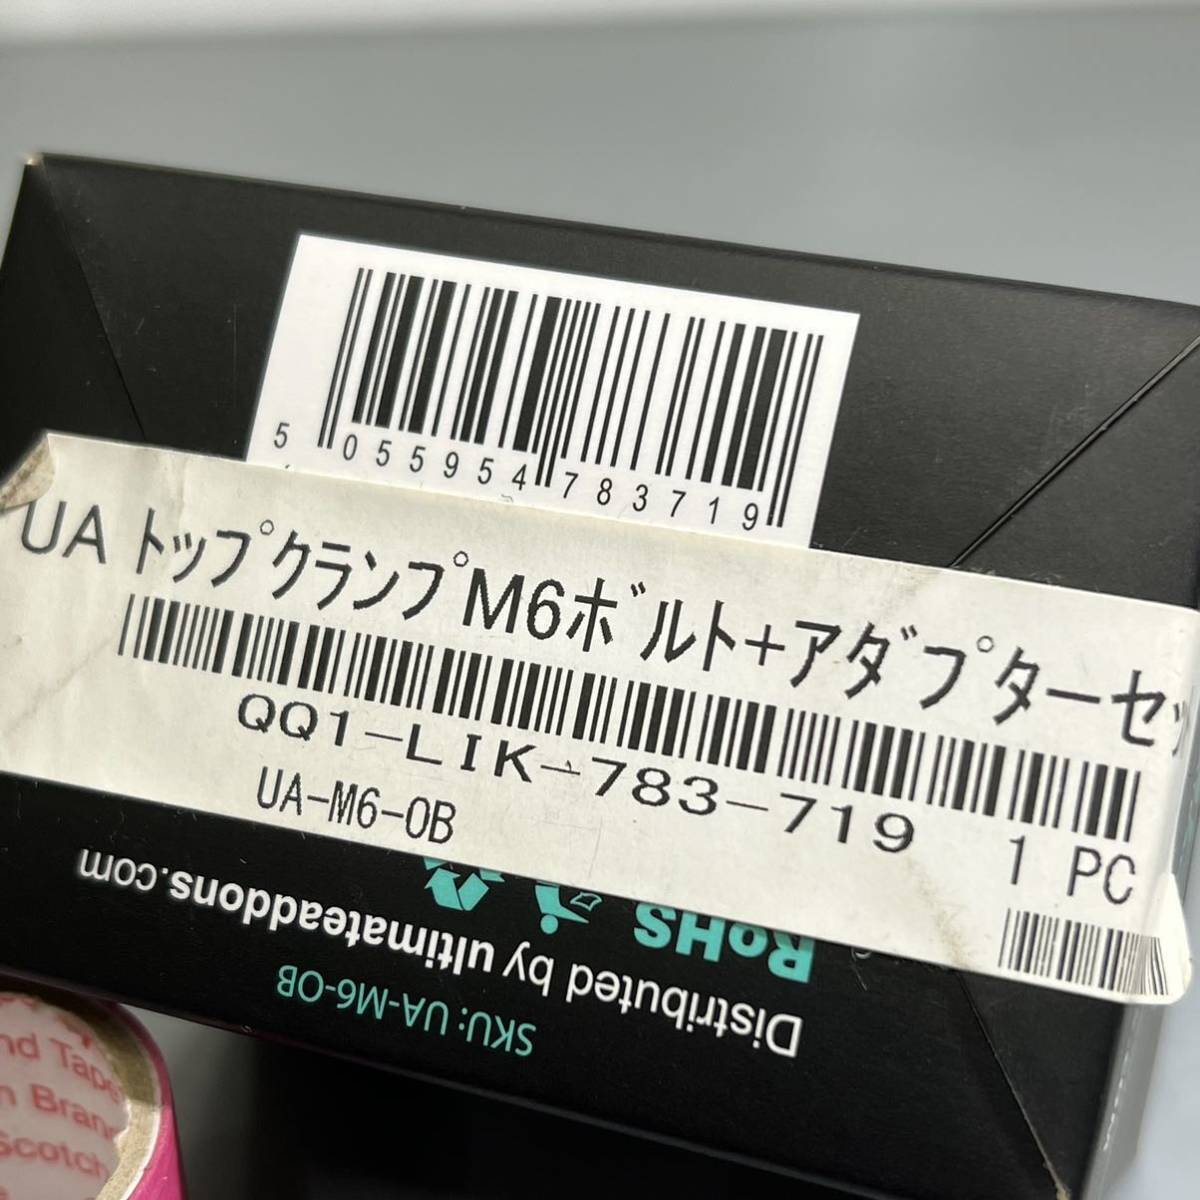 5 055954 783719
UA トップクランプM6ボルト+アダプターセッ
QQ1-LIK-783-719
UA-M6-OB
1 PC
RoHS
Distributed by ultimateaddons.com
SKU: UA-M6-OB
nd Tape
n Bran
Scotch